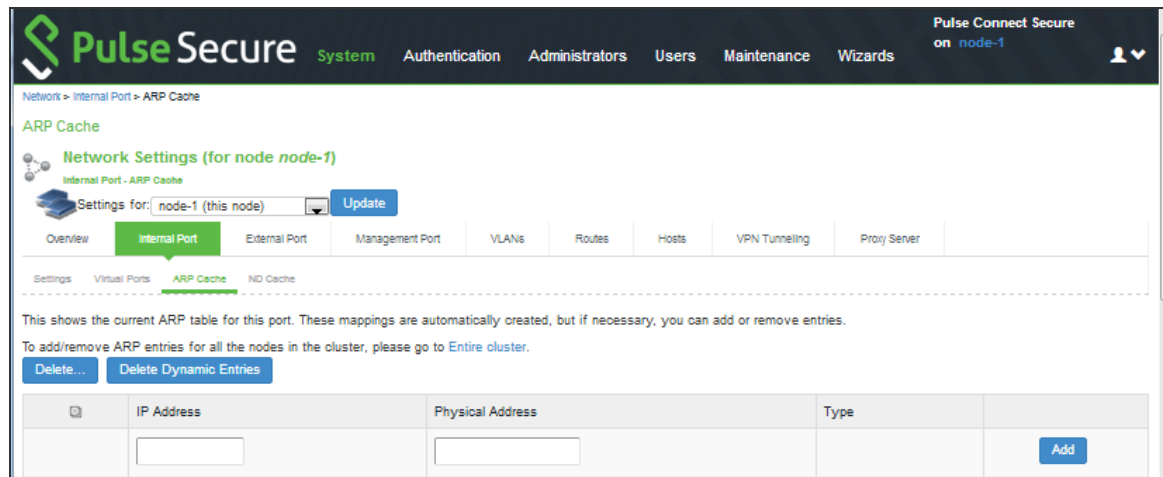 Pulse Secure
System Authentication Administrators Users Maintenance Wizards
Pulse Connect Secure
on node-1
Network > Internal Port > ARP Cache
ARP Cache
Network Settings (for node node-1)
Internal Port - ARP Cache
Settings for: node-1 (this node) Update
Overview Internal Port External Port Management Port VLANs Routes Hosts VPN Tunneling Proxy Server
Settings Virtual Ports ARP Cache ND Cache
This shows the current ARP table for this port. These mappings are automatically created, but if necessary, you can add or remove entries.
To add/remove ARP entries for all the nodes in the cluster, please go to Entire cluster.
Delete... Delete Dynamic Entries
IP Address Physical Address Type
Add